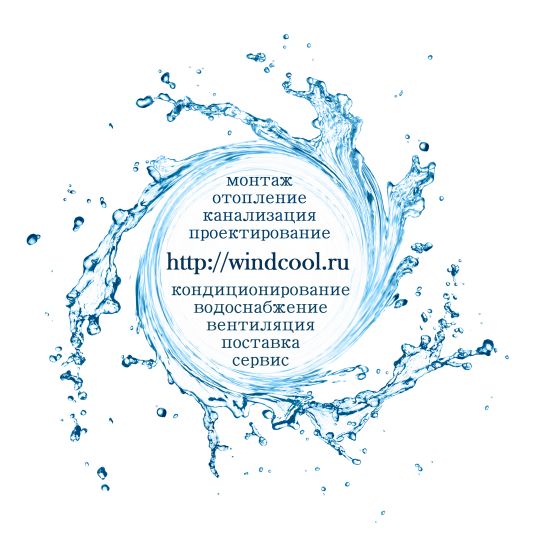 монтаж
отопление
канализация
проектирование
http://windcool.ru
кондиционирование
водоснабжение
вентиляция
поставка
сервис